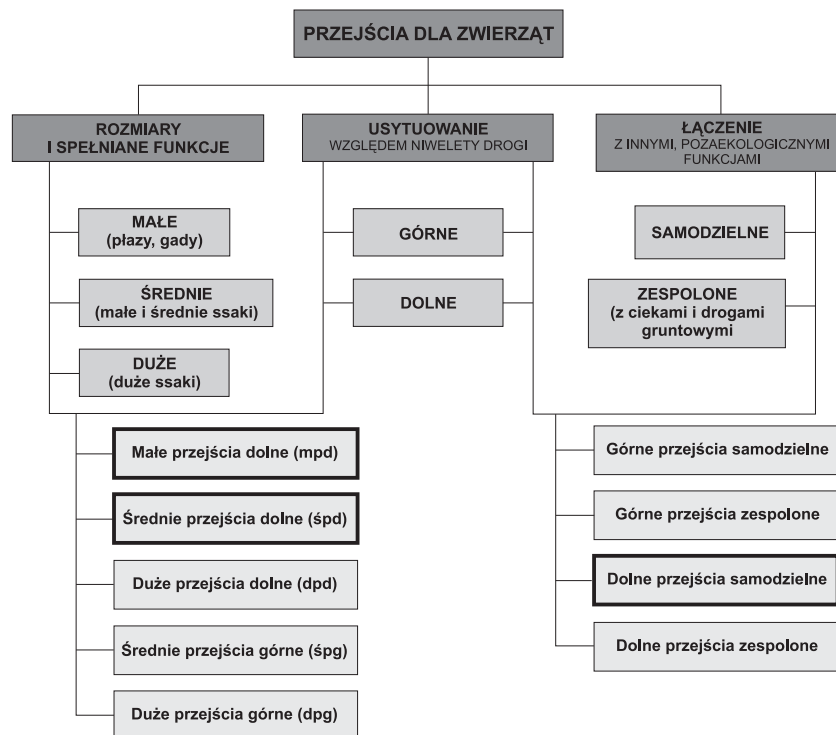 PRZEJŚCIA DLA ZWIERZĄT
ROZMIARY
I SPEŁNIANE FUNKCJE
USYTUOWANIE
WZGLĘDEM NIWELETY DROGI
ŁĄCZENIE
Z INNYMI, POZAEKOLOGICZNYMI
FUNKCJAMI
MAŁE
(płazy, gady)
ŚREDNIE
(małe i średnie ssaki)
DUŻE
(duże ssaki)
GÓRNE
DOLNE
SAMODZIELNE
ZESPOLONE
(z ciekami i drogami
gruntowymi
Małe przejścia dolne (mpd)
Średnie przejścia dolne (śpd)
Duże przejścia dolne (dpd)
Średnie przejścia górne (śpg)
Duże przejścia górne (dpg)
Górne przejścia samodzielne
Górne przejścia zespolone
Dolne przejścia samodzielne
Dolne przejścia zespolone